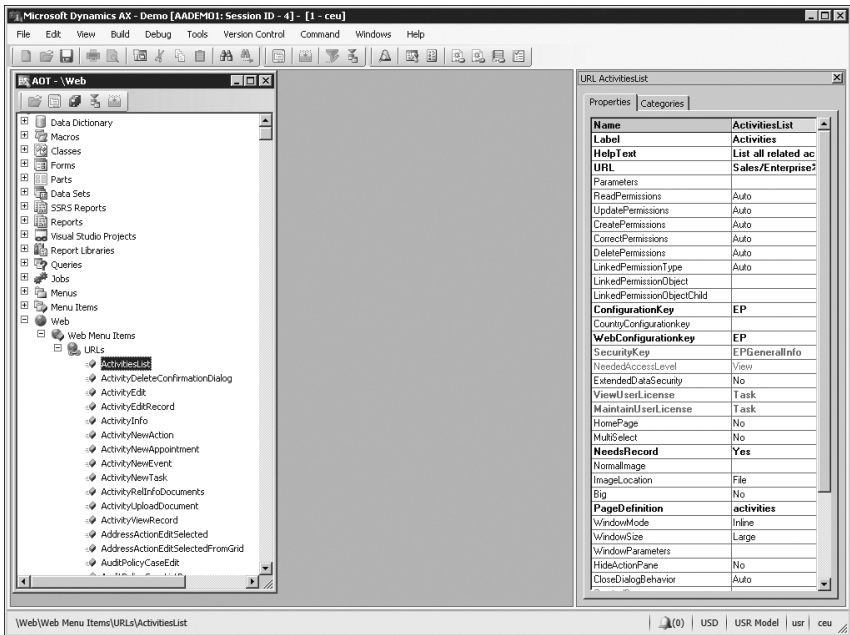 Microsoft Dynamics AX - Demo [AADEMO1: Session ID - 4] - [1 - ceu]
File Edit View Build Debug Tools Version Control Command Windows Help
AOT - \Web
Data Dictionary
Macros
Classes
Forms
Parts
Data Sets
SSRS Reports
Reports
Visual Studio Projects
Report Libraries
Queries
Jobs
Menus
Menu Items
Web
Web Menu Items
URLs
ActivitiesList
ActivityDeleteConfirmationDialog
ActivityEdit
ActivityEditRecord
ActivityInfo
ActivityNewAction
ActivityNewAppointment
ActivityNewEvent
ActivityNewTask
ActivityRelInfoDocuments
ActivityUploadDocument
ActivityViewRecord
AddressActionEditSelected
AddressActionEditSelectedFromGrid
AuditPolicyCaseEdit
URL ActivitiesList
Properties Categories
Name ActivitiesList
Label Activities
HelpText List all related ac
URL Sales/Enterprise%
Parameters
ReadPermissions Auto
UpdatePermissions Auto
CreatePermissions Auto
CorrectPermissions Auto
DeletePermissions Auto
LinkedPermissionType Auto
LinkedPermissionObject
LinkedPermissionObjectChild
ConfigurationKey EP
CountryConfigurationkey
WebConfigurationkey EP
SecurityKey EPGeneralInfo
NeededAccessLevel View
ExtendedDataSecurity No
ViewUserLicense Task
MaintainUserLicense Task
HomePage No
MultiSelect No
NeedsRecord Yes
NormalImage
ImageLocation File
Big No
PageDefinition activities
WindowMode Inline
WindowSize Large
WindowParameters
HideActionPane No
CloseDialogBehavior Auto
\Web\Web Menu Items\URLs\ActivitiesList (0) USD USR Model usr ceu